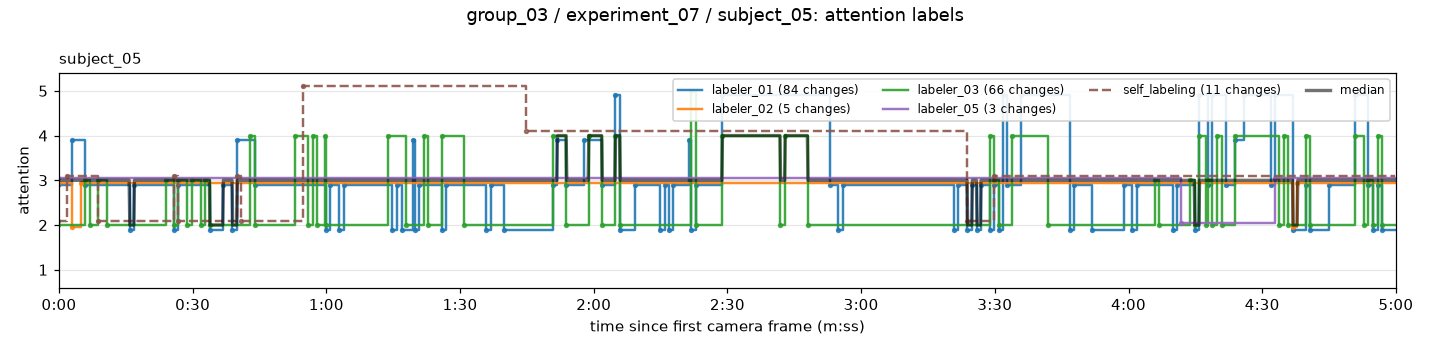 group_03 / experiment_07 / subject_05: attention labels
subject_05
labeler_01 (84 changes)
labeler_02 (5 changes)
labeler_03 (66 changes)
labeler_05 (3 changes)
self_labeling (11 changes)
median
attention
5
4
3
2
1
0:00 0:30 1:00 1:30 2:00 2:30 3:00 3:30 4:00 4:30 5:00
time since first camera frame (m:ss)